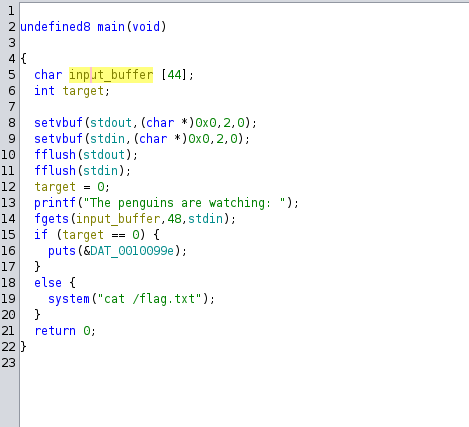 1
2 undefined8 main(void)
3
4 {
5 char input_buffer [44];
6 int target;
7
8 setvbuf(stdout,(char *)0x0,2,0);
9 setvbuf(stdin,(char *)0x0,2,0);
10 fflush(stdout);
11 fflush(stdin);
12 target = 0;
13 printf("The penguins are watching: ");
14 fgets(input_buffer,48,stdin);
15 if (target == 0) {
16 puts(&DAT_0010099e);
17 }
18 else {
19 system("cat /flag.txt");
20 }
21 return 0;
22 }
23